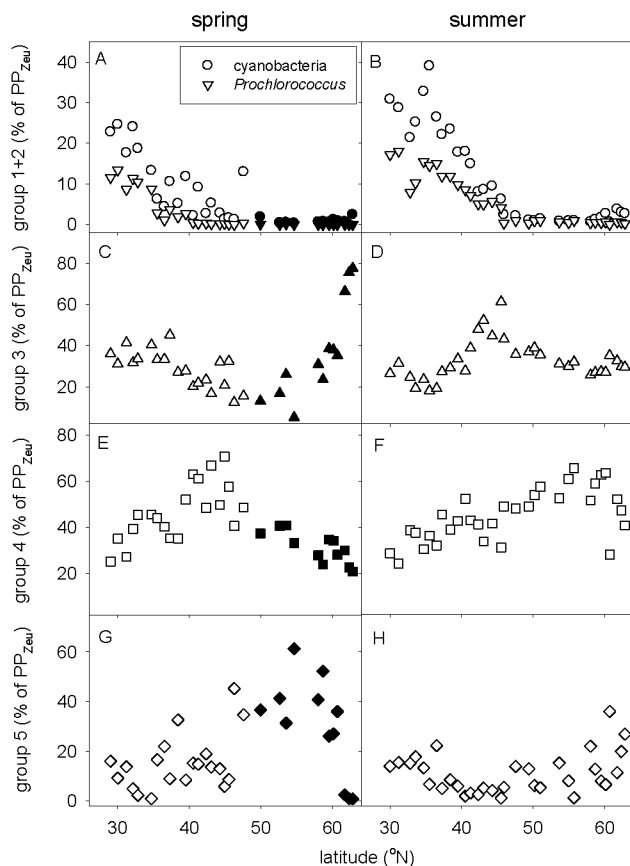 spring
summer
A
cyanobacteria
Prochlorococcus
B
group 1+2 (% of PPZeu)
40
30
20
10
0
C
D
group 3 (% of PPZeu)
80
60
40
20
E
F
group 4 (% of PPZeu)
80
60
40
20
G
H
group 5 (% of PPZeu)
60
40
20
0
30 40 50 60
30 40 50 60
latitude (°N)